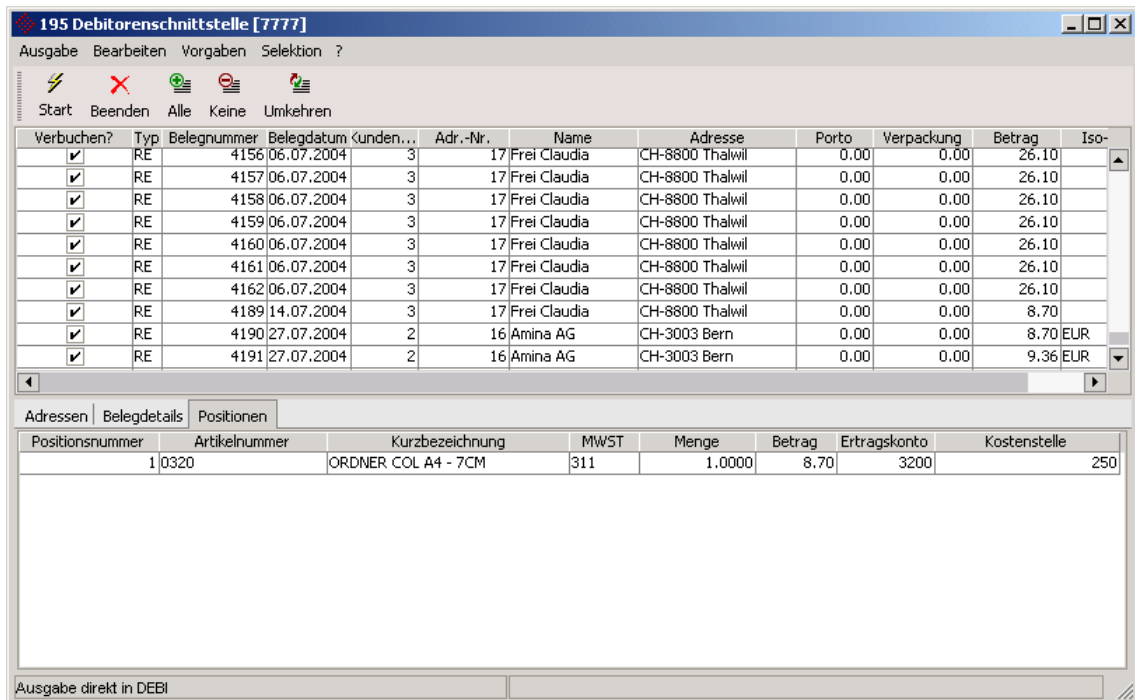 195 Debitorenschnittstelle [7777]
Ausgabe Bearbeiten Vorgaben Selektion ?
Start Beenden Alle Keine Umkehren
Verbuchen? Typ Belegnummer Belegdatum Kunden... Adr.-Nr. Name Adresse Porto Verpackung Betrag Iso-
RE 4156 06.07.2004 3 17 Frei Claudia CH-8800 Thalwil 0.00 0.00 26.10
RE 4157 06.07.2004 3 17 Frei Claudia CH-8800 Thalwil 0.00 0.00 26.10
RE 4158 06.07.2004 3 17 Frei Claudia CH-8800 Thalwil 0.00 0.00 26.10
RE 4159 06.07.2004 3 17 Frei Claudia CH-8800 Thalwil 0.00 0.00 26.10
RE 4160 06.07.2004 3 17 Frei Claudia CH-8800 Thalwil 0.00 0.00 26.10
RE 4161 06.07.2004 3 17 Frei Claudia CH-8800 Thalwil 0.00 0.00 26.10
RE 4162 06.07.2004 3 17 Frei Claudia CH-8800 Thalwil 0.00 0.00 26.10
RE 4189 14.07.2004 3 17 Frei Claudia CH-8800 Thalwil 0.00 0.00 8.70
RE 4190 27.07.2004 2 16 Amina AG CH-3003 Bern 0.00 0.00 8.70 EUR
RE 4191 27.07.2004 2 16 Amina AG CH-3003 Bern 0.00 0.00 9.36 EUR
Adressen Belegdetails Positionen
Positionsnummer Artikelnummer Kurzbezeichnung MWST Menge Betrag Ertragskonto Kostenstelle
1 0320 ORDNER COL A4 - 7CM 311 1.0000 8.70 3200 250
Ausgabe direkt in DEBI